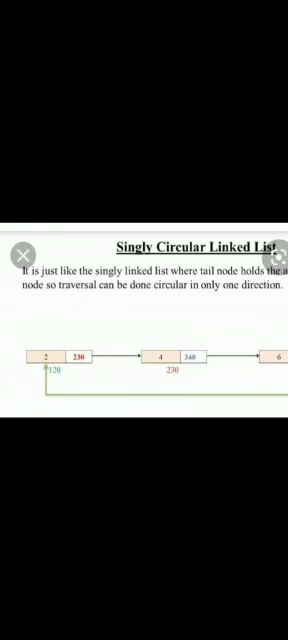 Singly Circular Linked List
It is just like the singly linked list where tail node holds the
node so traversal can be done circular in only one direction.
2 230 4 340 6
120 230